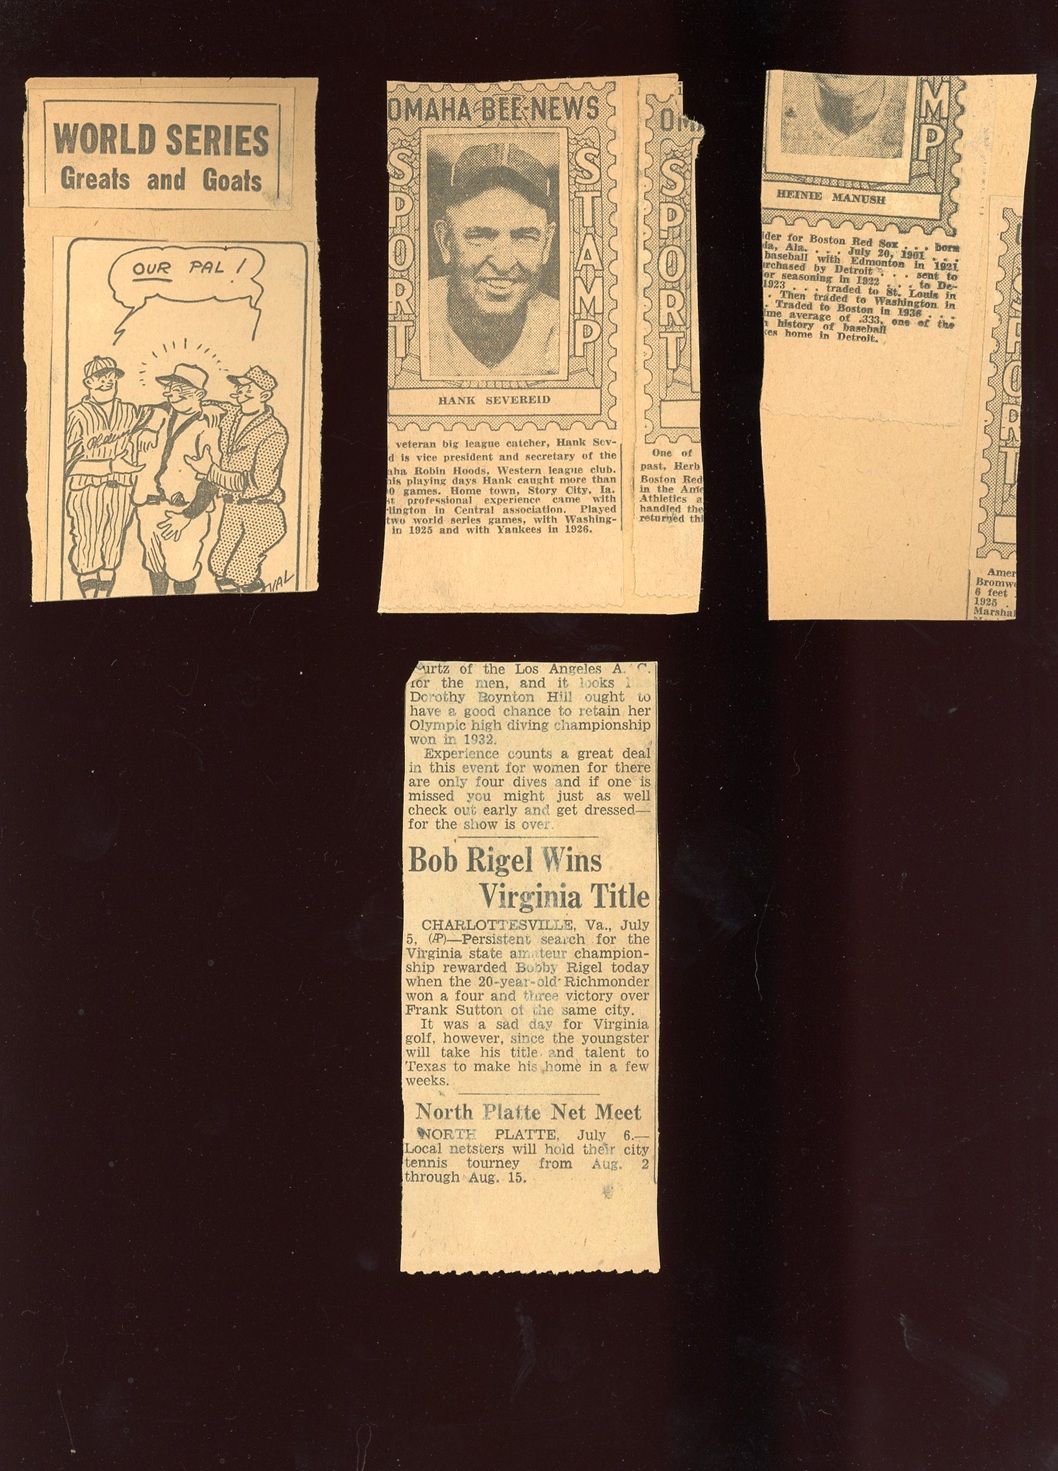 WORLD SERIES
Greats and Goats
OUR PAL!
VAL
OMAHA BEE-NEWS
SPORT
STAMP
HANK SEVEREID
veteran big league catcher, Hank Sev-
d is vice president and secretary of the
aha Robin Hoods, Western league club.
his playing days Hank caught more than
0 games. Home town, Story City, Ia.
st professional experience came with
lington in Central association. Played
two world series games, with Washing-
in 1925 and with Yankees in 1926.
OM
SPORT
One of
past, Herb
Boston Red
in the Am
Athletics a
handled the
returned thi
MP
HEINIE MANUSH
lder for Boston Red Sox . . . born
ia, Ala. . . . July 20, 1901 . . .
baseball with Edmonton in 1921
urchased by Detroit . . . sent to
or seasoning in 1922 . . . to De-
1923 . . . traded to St. Louis in
. Then traded to Washington in
. Traded to Boston in 1936 . . .
ime average of .333, one of the
n history of baseball
kes home in Detroit.
SPORT
Amer
Bromw
6 feet
1925 .
Marshal
urtz of the Los Angeles A. C.
for the men, and it looks
Dorothy Poynton Hill ought to
have a good chance to retain her
Olympic high diving championship
won in 1932.
Experience counts a great deal
in this event for women for there
are only four dives and if one is
missed you might just as well
check out early and get dressed—
for the show is over.
Bob Rigel Wins
Virginia Title
CHARLOTTESVILLE, Va., July
5, (AP)—Persistent search for the
Virginia state amateur champion-
ship rewarded Bobby Rigel today
when the 20-year-old Richmonder
won a four and three victory over
Frank Sutton of the same city.
It was a sad day for Virginia
golf, however, since the youngster
will take his title and talent to
Texas to make his home in a few
weeks.
North Platte Net Meet
NORTH PLATTE, July 6.—
Local netsters will hold their city
tennis tourney from Aug. 2
through Aug. 15.